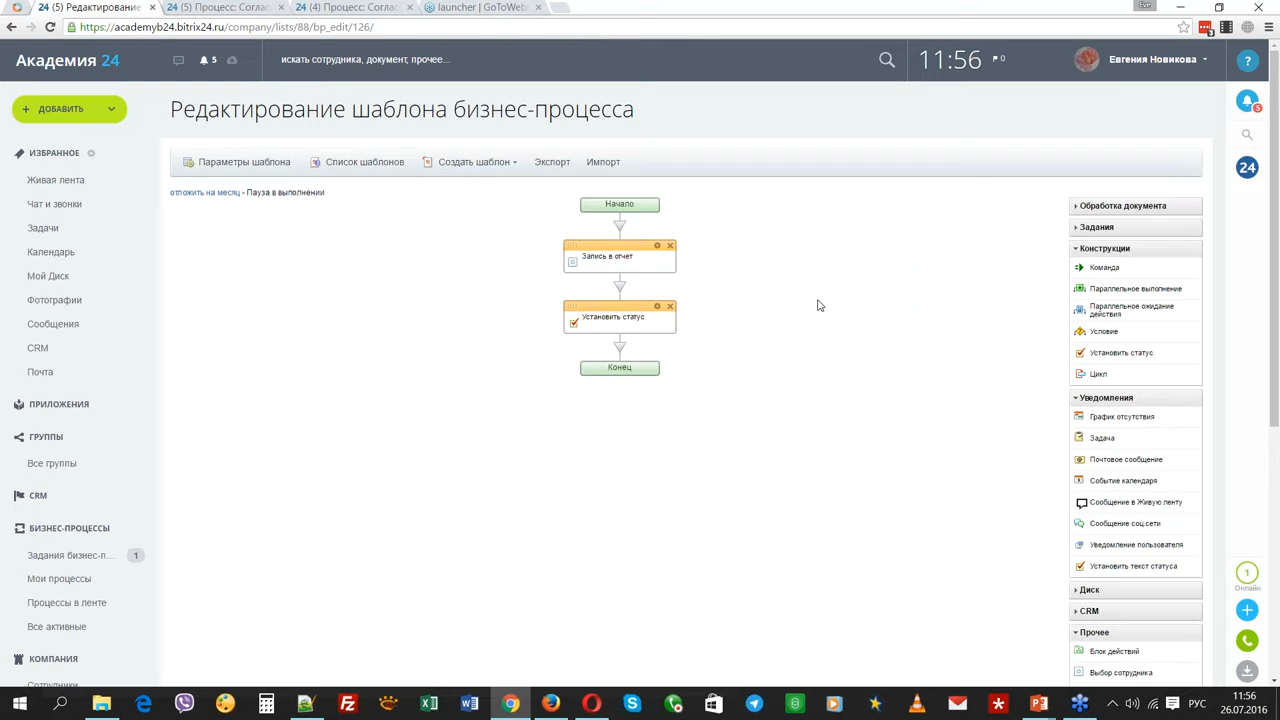 24 (5) Редактирование
24 (5) Процесс: Соглас
24 (4) Процесс: Соглас
launcher | GoToWeb
Evo
https://academyb24.bitrix24.ru/company/lists/88/bp_edit/126/
Академия 24
5
искать сотрудника, документ, прочее...
11:56
0
Евгения Новикова
?
+ ДОБАВИТЬ
Редактирование шаблона бизнес-процесса
Параметры шаблона
Список шаблонов
Создать шаблон
Экспорт
Импорт
отложить на месяц - Пауза в выполнении
ИЗБРАННОЕ
Живая лента
Чат и звонки
Задачи
Календарь
Мой Диск
Фотографии
Сообщения
CRM
Почта
ПРИЛОЖЕНИЯ
ГРУППЫ
Все группы
CRM
БИЗНЕС-ПРОЦЕССЫ
Задания бизнес-п...
1
Мои процессы
Процессы в ленте
Все активные
КОМПАНИЯ
Сотрудники
Начало
Запись в отчет
Установить статус
Конец
Обработка документа
Задания
Конструкции
Команда
Параллельное выполнение
Параллельное ожидание
действия
Условие
Установить статус
Цикл
Уведомления
График отсутствия
Задача
Почтовое сообщение
Событие календаря
Сообщение в Живую ленту
Сообщение соц.сети
Уведомление пользователя
Установить текст статуса
Диск
CRM
Прочее
Блок действий
Выбор сотрудника
24
1
Онлайн
РУС
11:56
26.07.2016